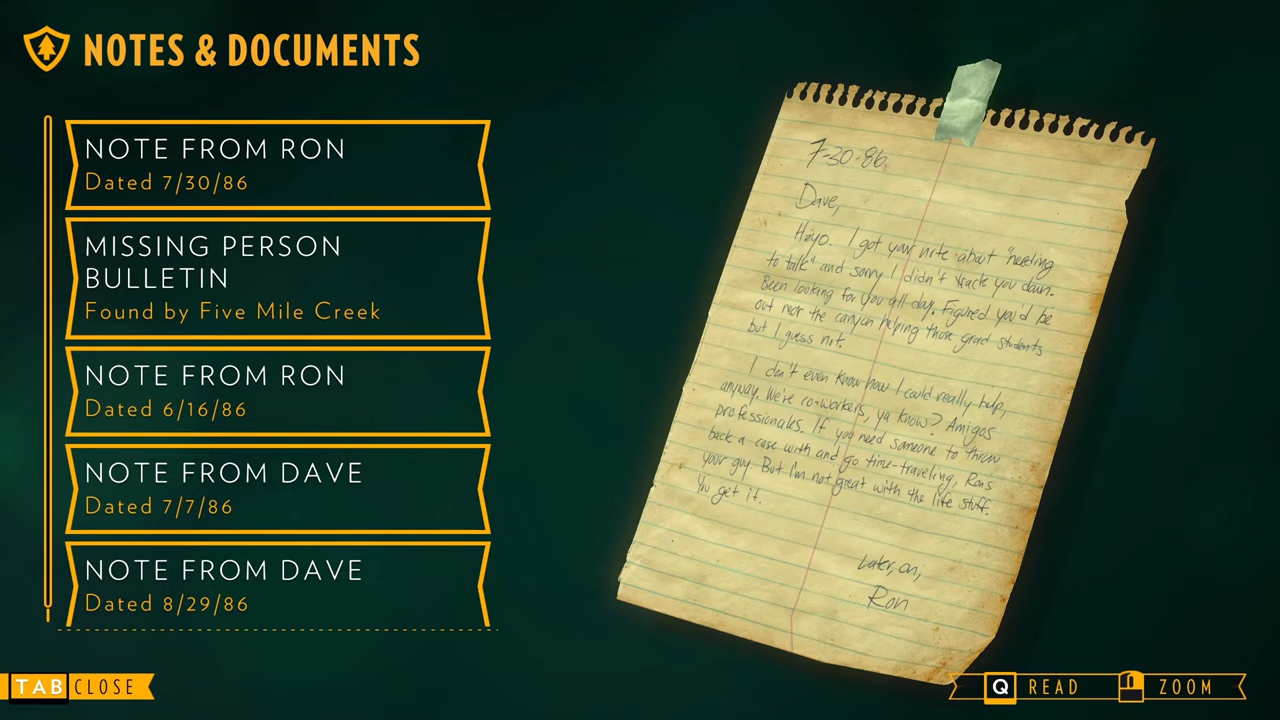 NOTES & DOCUMENTS
NOTE FROM RON
Dated 7/30/86
MISSING PERSON
BULLETIN
Found by Five Mile Creek
NOTE FROM RON
Dated 6/16/86
NOTE FROM DAVE
Dated 7/7/86
NOTE FROM DAVE
Dated 8/29/86
7-30-86
Dave,
Heyo. I got your note about "needing
to talk" and sorry I didn't track you down.
Been looking for you all day. Figured you'd be
out near the canyon helping those grad students
but I guess not.
I don't even know how I could really help,
anyway. We're co-workers, ya know? Amigos
professionales. If you need someone to throw
back a case with and go time-traveling, Rons
your guy. But I'm not great with the life stuff.
You get it.
Later, on,
Ron
TAB CLOSE
Q READ ZOOM